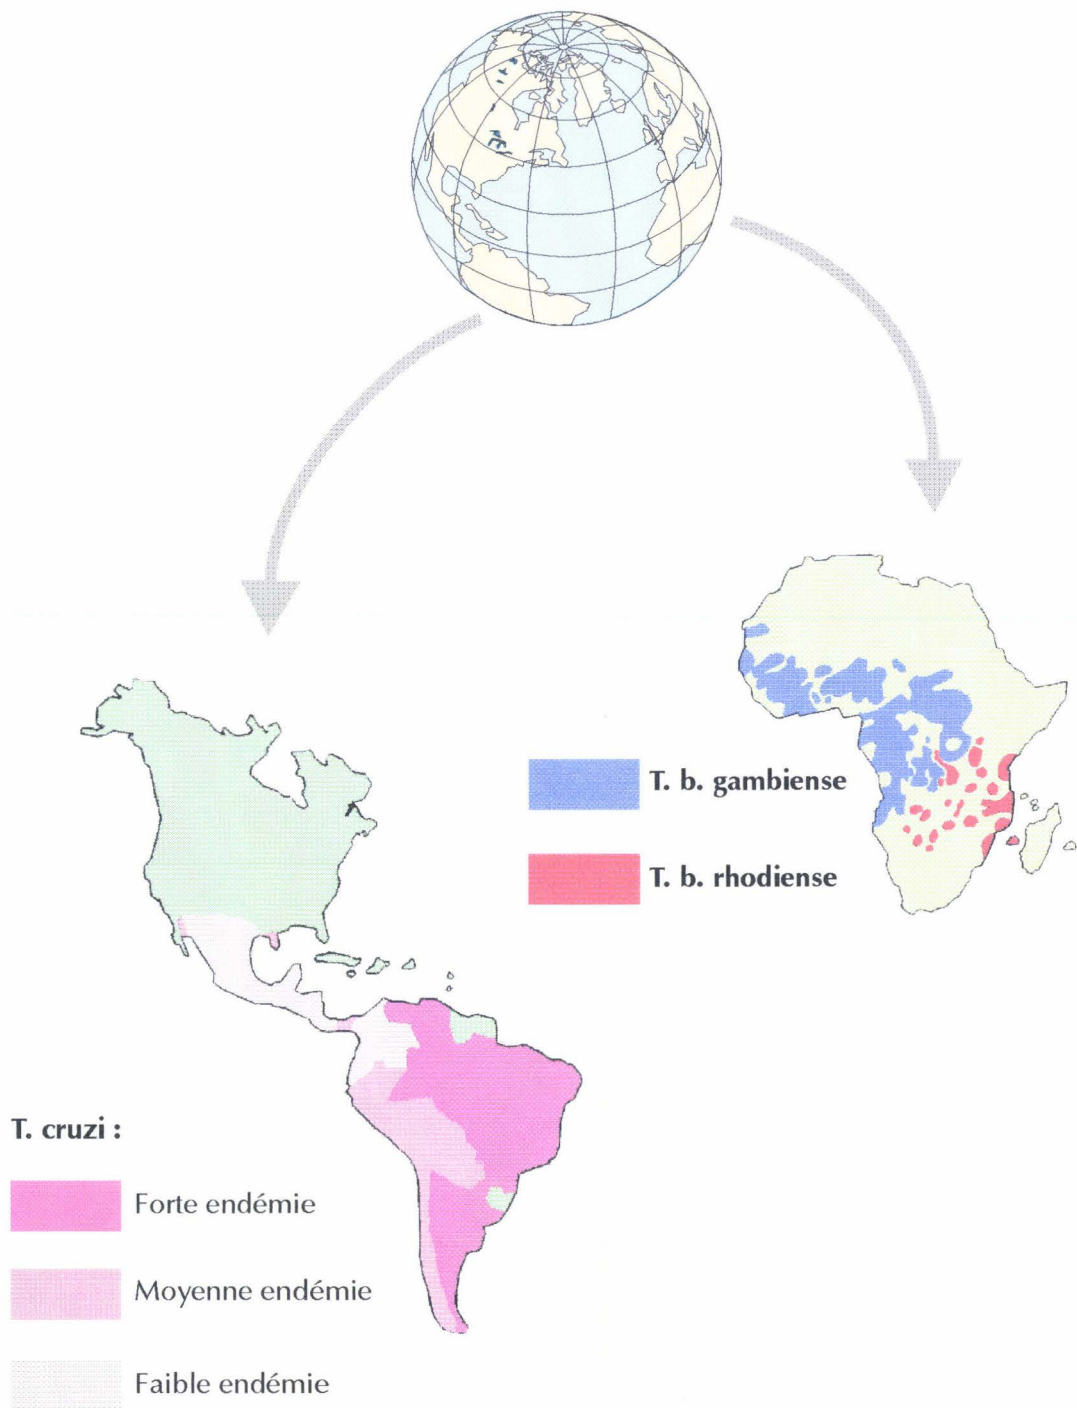 T. b. gambiense
T. b. rhodiense
T. cruzi :
Forte endémie
Moyenne endémie
Faible endémie